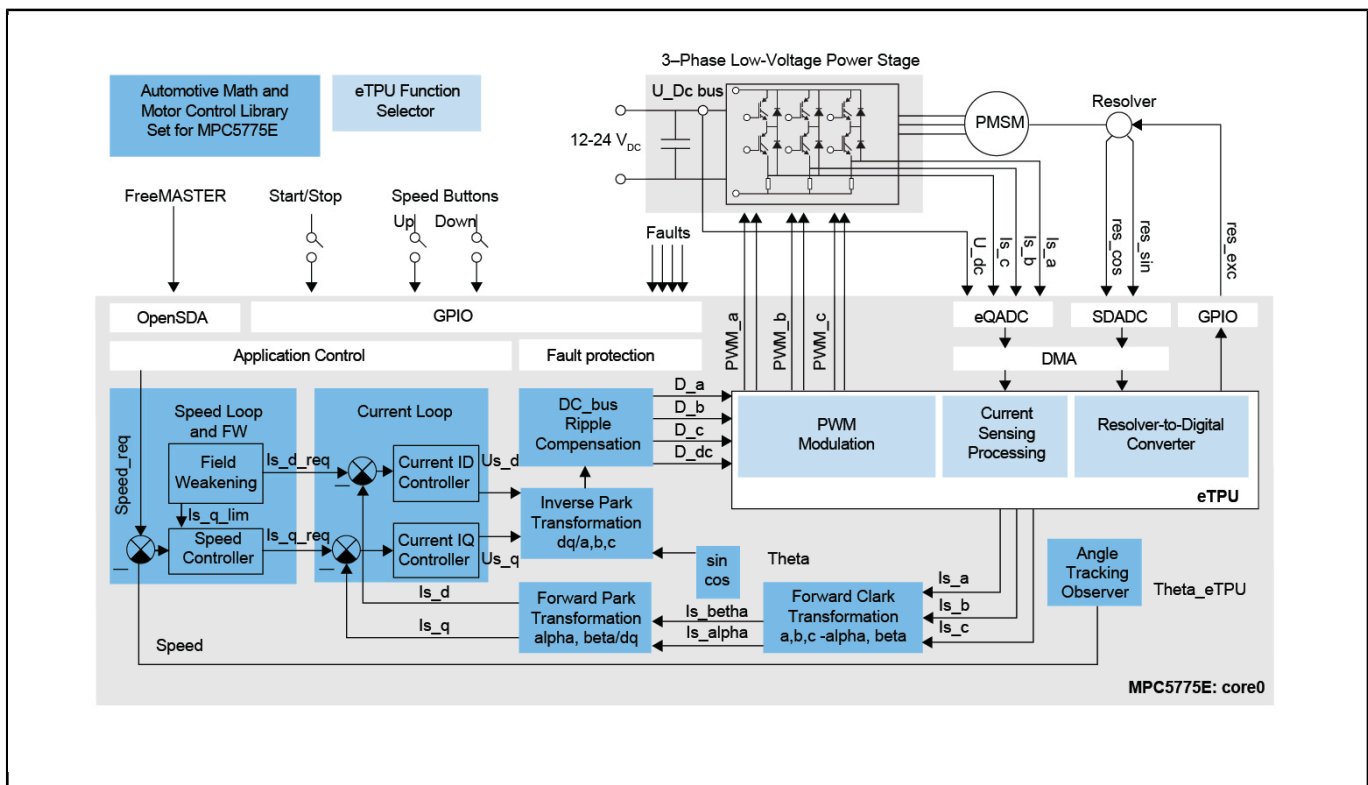 3–Phase Low-Voltage Power Stage
Automotive Math and
Motor Control Library
Set for MPC5775E
eTPU Function
Selector
U_Dc bus
12-24 VDC
PMSM
Resolver
FreeMASTER
Start/Stop
Speed Buttons
Up
Down
Faults
U_dc
Is_c
Is_b
Is_a
res_cos
res_sin
res_exc
OpenSDA
GPIO
eQADC
SDADC
GPIO
Application Control
Fault protection
PWM_a
PWM_b
PWM_c
DMA
Speed Loop
and FW
Current Loop
DC_bus
Ripple
Compensation
D_a
D_b
D_c
D_dc
PWM
Modulation
Current
Sensing
Processing
Resolver-to-Digital
Converter
eTPU
Speed_req
Field
Weakening
Is_d_req
Current ID
Controller
Us_d
Is_q_lim
Speed
Controller
Is_q_req
Current IQ
Controller
Us_q
Inverse Park
Transformation
dq/a,b,c
sin
cos
Theta
Is_d
Is_q
Forward Park
Transformation
alpha, beta/dq
Is_betha
Is_alpha
Forward Clark
Transformation
a,b,c -alpha, beta
Is_a
Is_b
Is_c
Angle
Tracking
Observer
Theta_eTPU
Speed
MPC5775E: core0